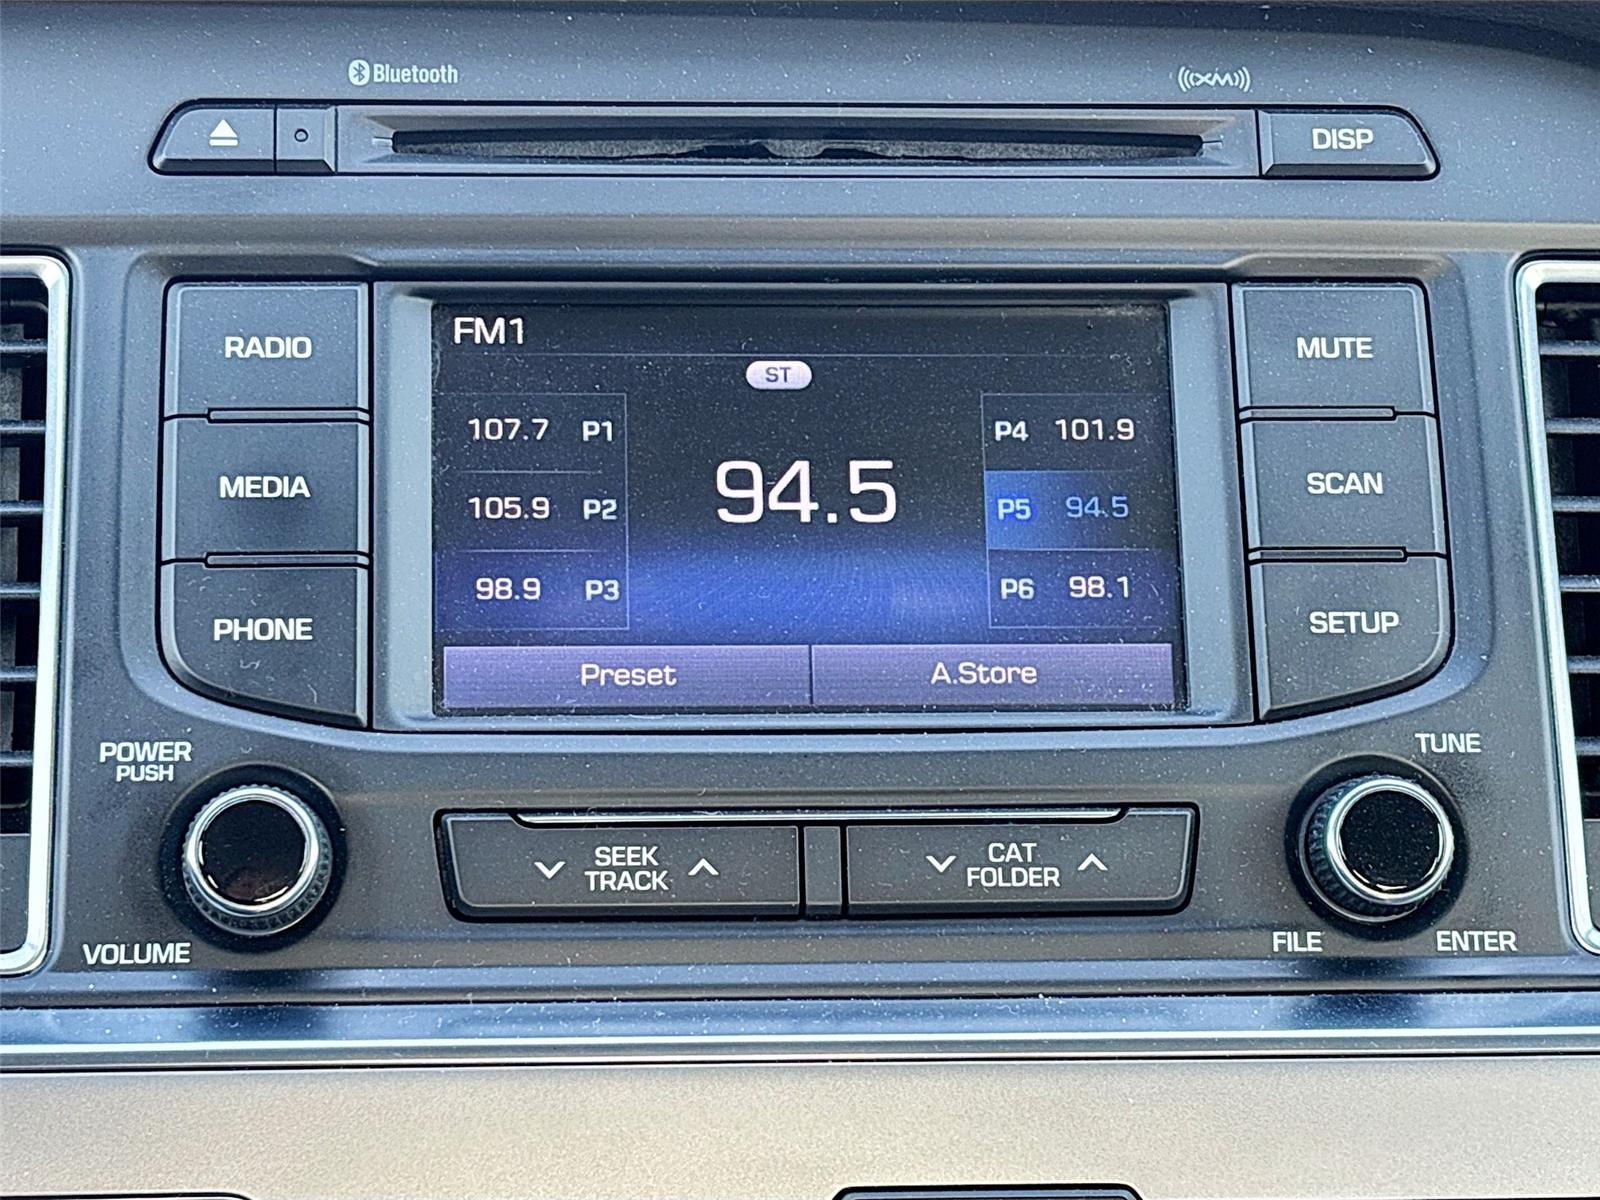 Bluetooth
XM
DISP
RADIO
MEDIA
PHONE
FM1
ST
107.7 P1
105.9 P2
98.9 P3
94.5
P4 101.9
P5 94.5
P6 98.1
Preset
A.Store
MUTE
SCAN
SETUP
POWER
PUSH
VOLUME
SEEK
TRACK
CAT
FOLDER
TUNE
FILE
ENTER